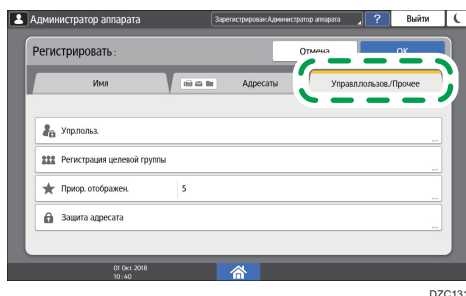 Администратор аппарата
Зарегистрирован:Администратор аппарата
?
Выйти
Регистрировать :
Отмена
OK
Имя
Адресаты
Управл.пользов./Прочее
Упр.польз.
...
Регистрация целевой группы
Приор. отображен.
5
...
Защита адресата
...
01 Окт. 2018
10:40
DZC131